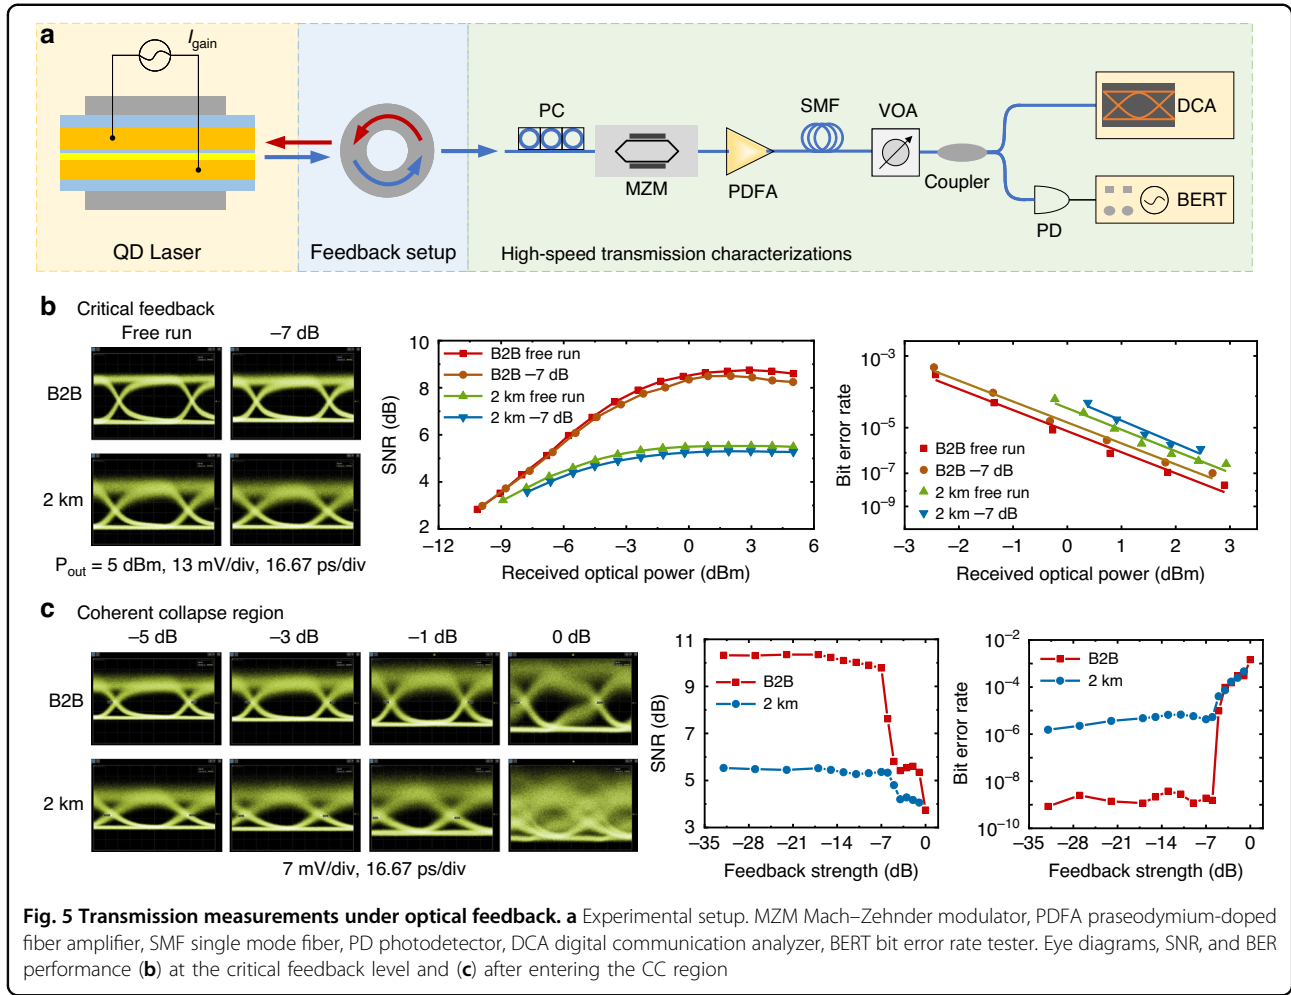 a
I_gain
PC
MZM
PDFA
SMF
VOA
Coupler
DCA
PD
BERT
QD Laser
Feedback setup
High-speed transmission characterizations
b Critical feedback
Free run
–7 dB
B2B
2 km
P_out = 5 dBm, 13 mV/div, 16.67 ps/div
SNR (dB)
10
8
6
4
2
B2B free run
B2B –7 dB
2 km free run
2 km –7 dB
–12 –9 –6 –3 0 3 6
Received optical power (dBm)
Bit error rate
10^–3
10^–5
10^–7
10^–9
B2B free run
B2B –7 dB
2 km free run
2 km –7 dB
–3 –2 –1 0 1 2 3
Received optical power (dBm)
c Coherent collapse region
–5 dB –3 dB –1 dB 0 dB
B2B
2 km
7 mV/div, 16.67 ps/div
SNR (dB)
11
9
7
5
3
B2B
2 km
–35 –28 –21 –14 –7 0
Feedback strength (dB)
Bit error rate
10^–2
10^–4
10^–6
10^–8
10^–10
B2B
2 km
–35 –28 –21 –14 –7 0
Feedback strength (dB)
Fig. 5 Transmission measurements under optical feedback. a Experimental setup. MZM Mach–Zehnder modulator, PDFA praseodymium-doped
fiber amplifier, SMF single mode fiber, PD photodetector, DCA digital communication analyzer, BERT bit error rate tester. Eye diagrams, SNR, and BER
performance (b) at the critical feedback level and (c) after entering the CC region